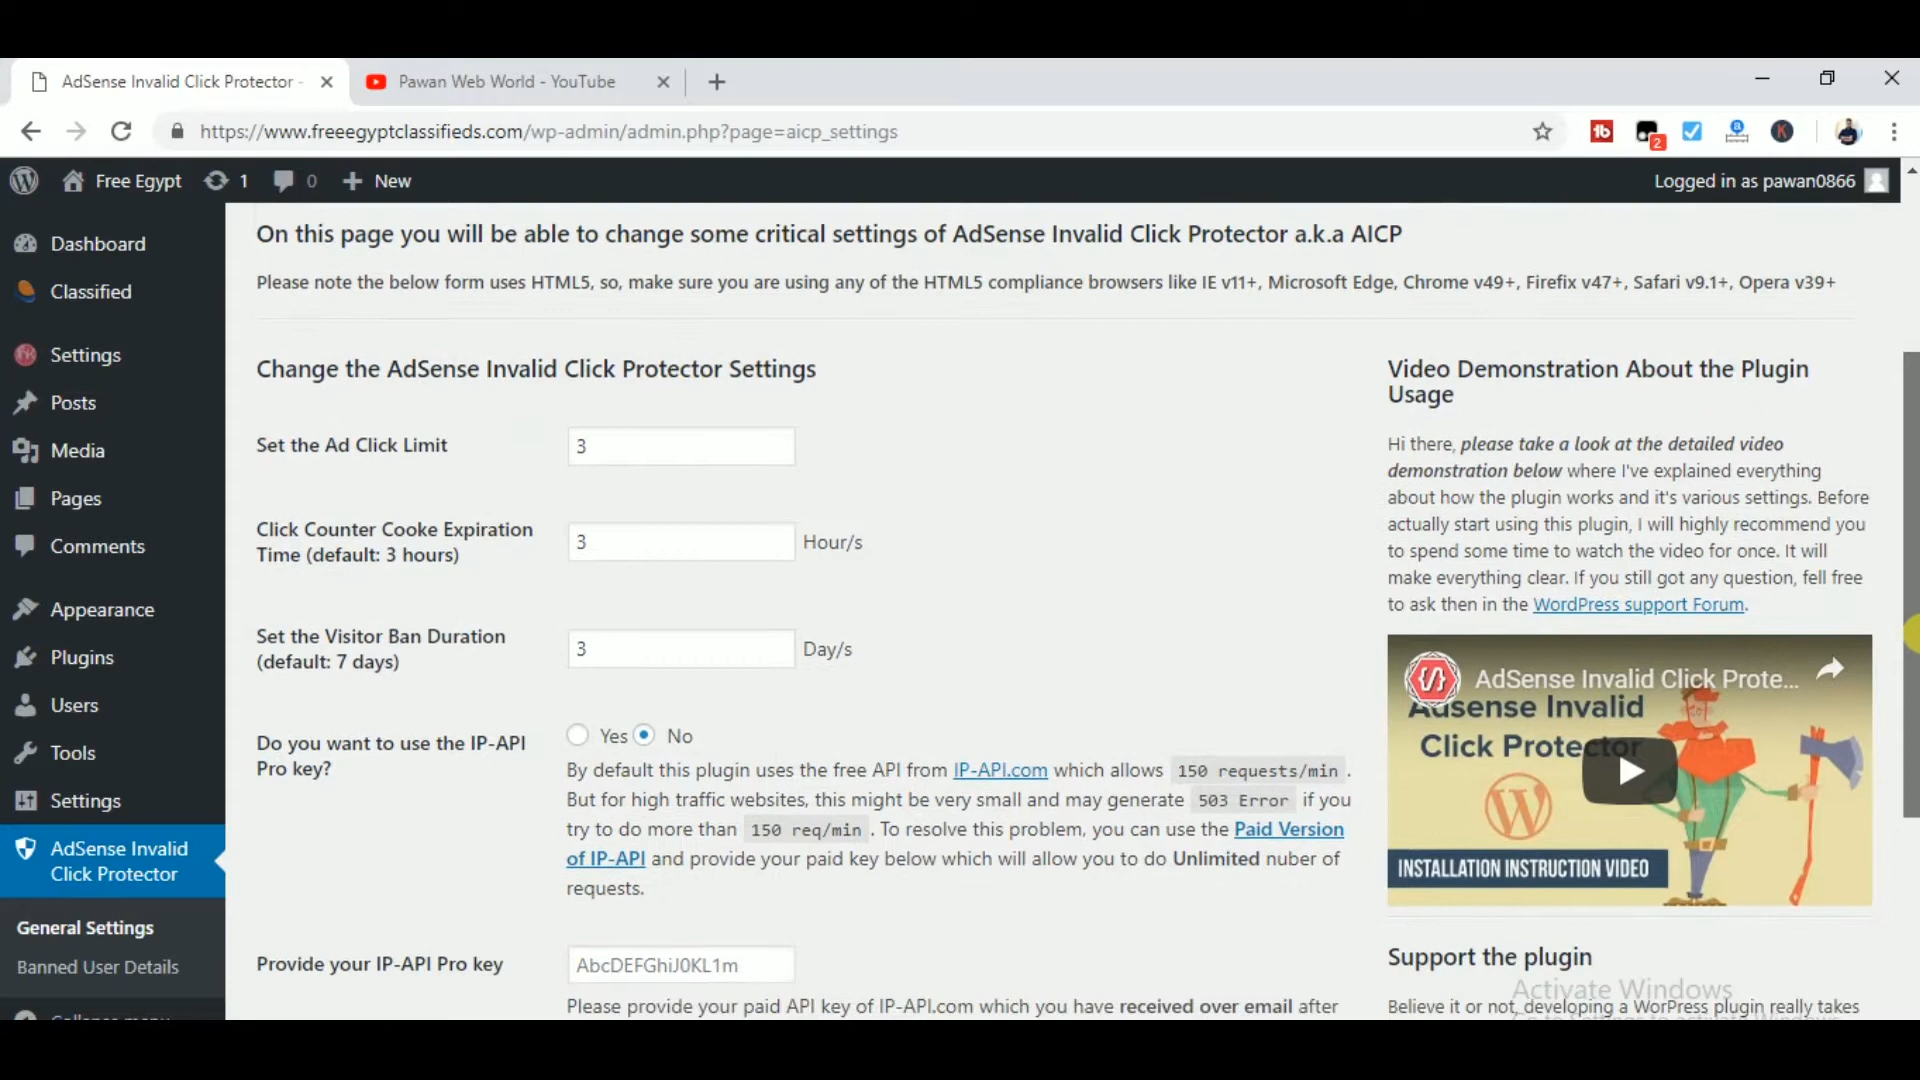 AdSense Invalid Click Protector -
Pawan Web World - YouTube
https://www.freeegyptclassifieds.com/wp-admin/admin.php?page=aicp_settings
2
Free Egypt
1
0
New
Logged in as pawan0866
Dashboard
Classified
Settings
Posts
Media
Pages
Comments
Appearance
Plugins
Users
Tools
Settings
AdSense Invalid
Click Protector
General Settings
Banned User Details
Collapse menu
On this page you will be able to change some critical settings of AdSense Invalid Click Protector a.k.a AICP
Please note the below form uses HTML5, so, make sure you are using any of the HTML5 compliance browsers like IE v11+, Microsoft Edge, Chrome v49+, Firefix v47+, Safari v9.1+, Opera v39+
Change the AdSense Invalid Click Protector Settings
Set the Ad Click Limit
3
Click Counter Cooke Expiration
Time (default: 3 hours)
3
Hour/s
Set the Visitor Ban Duration
(default: 7 days)
3
Day/s
Do you want to use the IP-API
Pro key?
Yes No
By default this plugin uses the free API from IP-API.com which allows 150 requests/min .
But for high traffic websites, this might be very small and may generate 503 Error if you
try to do more than 150 req/min . To resolve this problem, you can use the Paid Version
of IP-API and provide your paid key below which will allow you to do Unlimited nuber of
requests.
Provide your IP-API Pro key
AbcDEFGhiJ0KL1m
Please provide your paid API key of IP-API.com which you have received over email after
Video Demonstration About the Plugin
Usage
Hi there, please take a look at the detailed video
demonstration below where I've explained everything
about how the plugin works and it's various settings. Before
actually start using this plugin, I will highly recommend you
to spend some time to watch the video for once. It will
make everything clear. If you still got any question, fell free
to ask then in the WordPress support Forum.
AdSense Invalid Click Prote...
Adsense Invalid
Click Protector
INSTALLATION INSTRUCTION VIDEO
Support the plugin
Activate Windows
Believe it or not, developing a WorPress plugin really takes